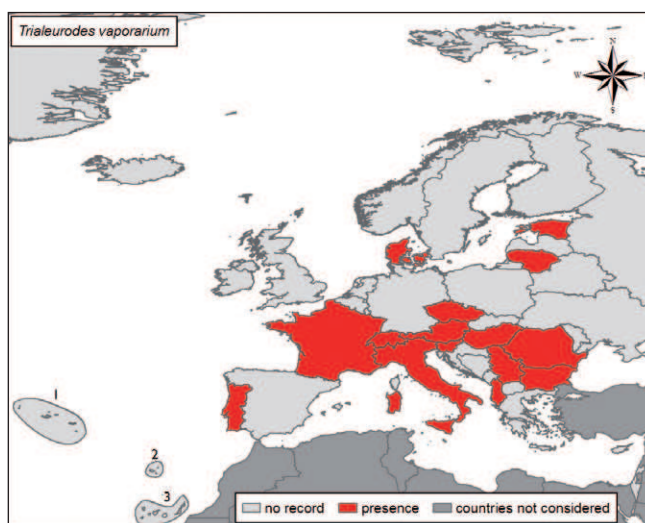 Trialeurodes vaporarium
N
W
S
1
2
3
no record presence countries not considered